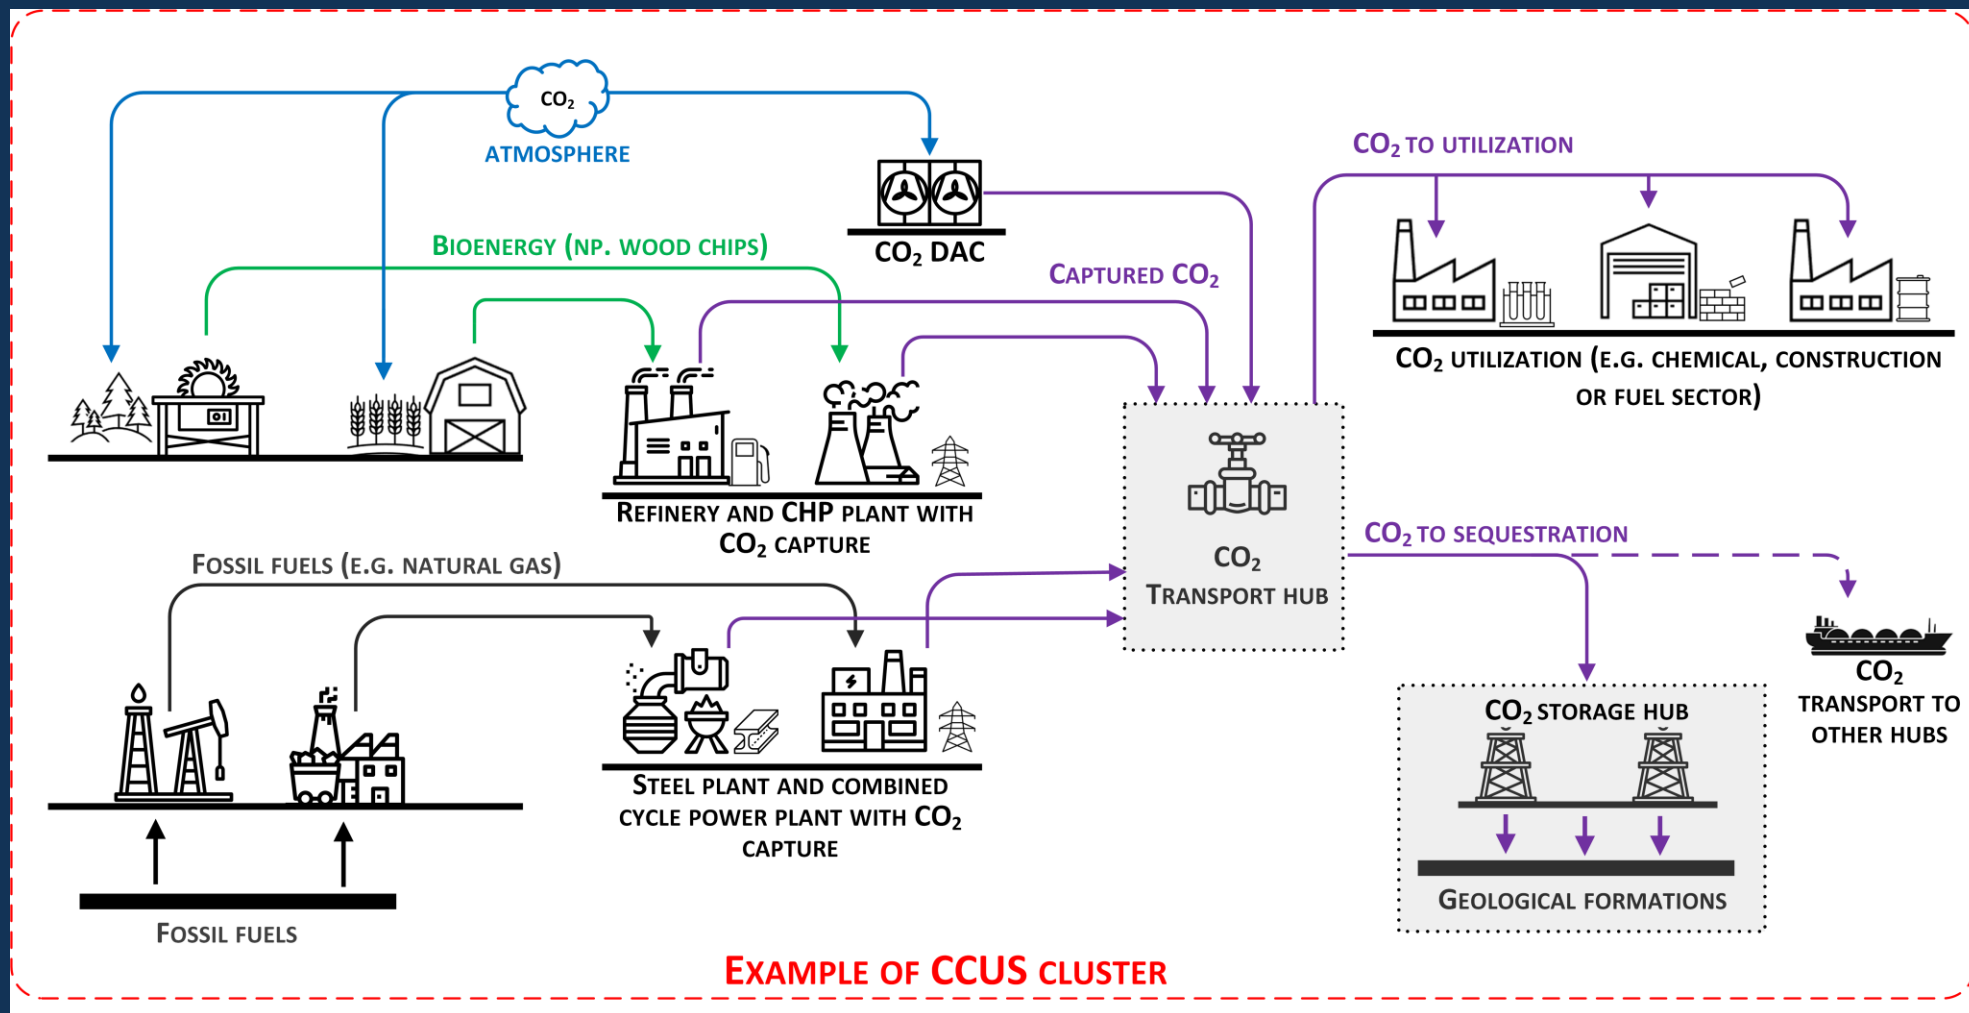 CO₂
ATMOSPHERE
CO₂ TO UTILIZATION
BIOENERGY (NP. WOOD CHIPS)
CO₂ DAC
CAPTURED CO₂
CO₂ UTILIZATION (E.G. CHEMICAL, CONSTRUCTION
OR FUEL SECTOR)
REFINERY AND CHP PLANT WITH
CO₂ CAPTURE
CO₂ TO SEQUESTRATION
FOSSIL FUELS (E.G. NATURAL GAS)
CO₂
TRANSPORT HUB
CO₂
TRANSPORT TO
OTHER HUBS
CO₂ STORAGE HUB
STEEL PLANT AND COMBINED
CYCLE POWER PLANT WITH CO₂
CAPTURE
GEOLOGICAL FORMATIONS
FOSSIL FUELS
EXAMPLE OF CCUS CLUSTER